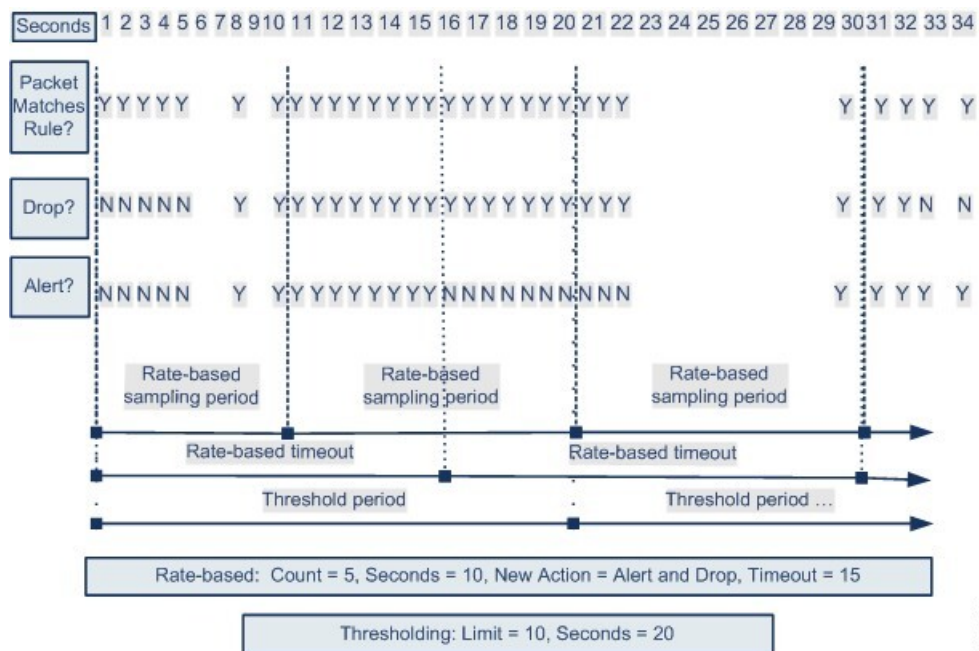 Seconds 1 2 3 4 5 6 7 8 9 10 11 12 13 14 15 16 17 18 19 20 21 22 23 24 25 26 27 28 29 30 31 32 33 34
Packet
Matches
Rule?
Y Y Y Y Y Y Y Y Y Y Y Y Y Y Y Y Y Y Y Y Y Y Y Y
Drop?
N N N N N Y Y Y Y Y Y Y Y Y Y Y Y Y Y Y Y Y N N
Alert?
N N N N N Y Y Y Y Y Y Y Y Y N N N N N N N Y Y Y Y Y Y Y
Rate-based
sampling period
Rate-based
sampling period
Rate-based
sampling period
Rate-based timeout
Rate-based timeout
Threshold period
Threshold period ...
Rate-based: Count = 5, Seconds = 10, New Action = Alert and Drop, Timeout = 15
Thresholding: Limit = 10, Seconds = 20